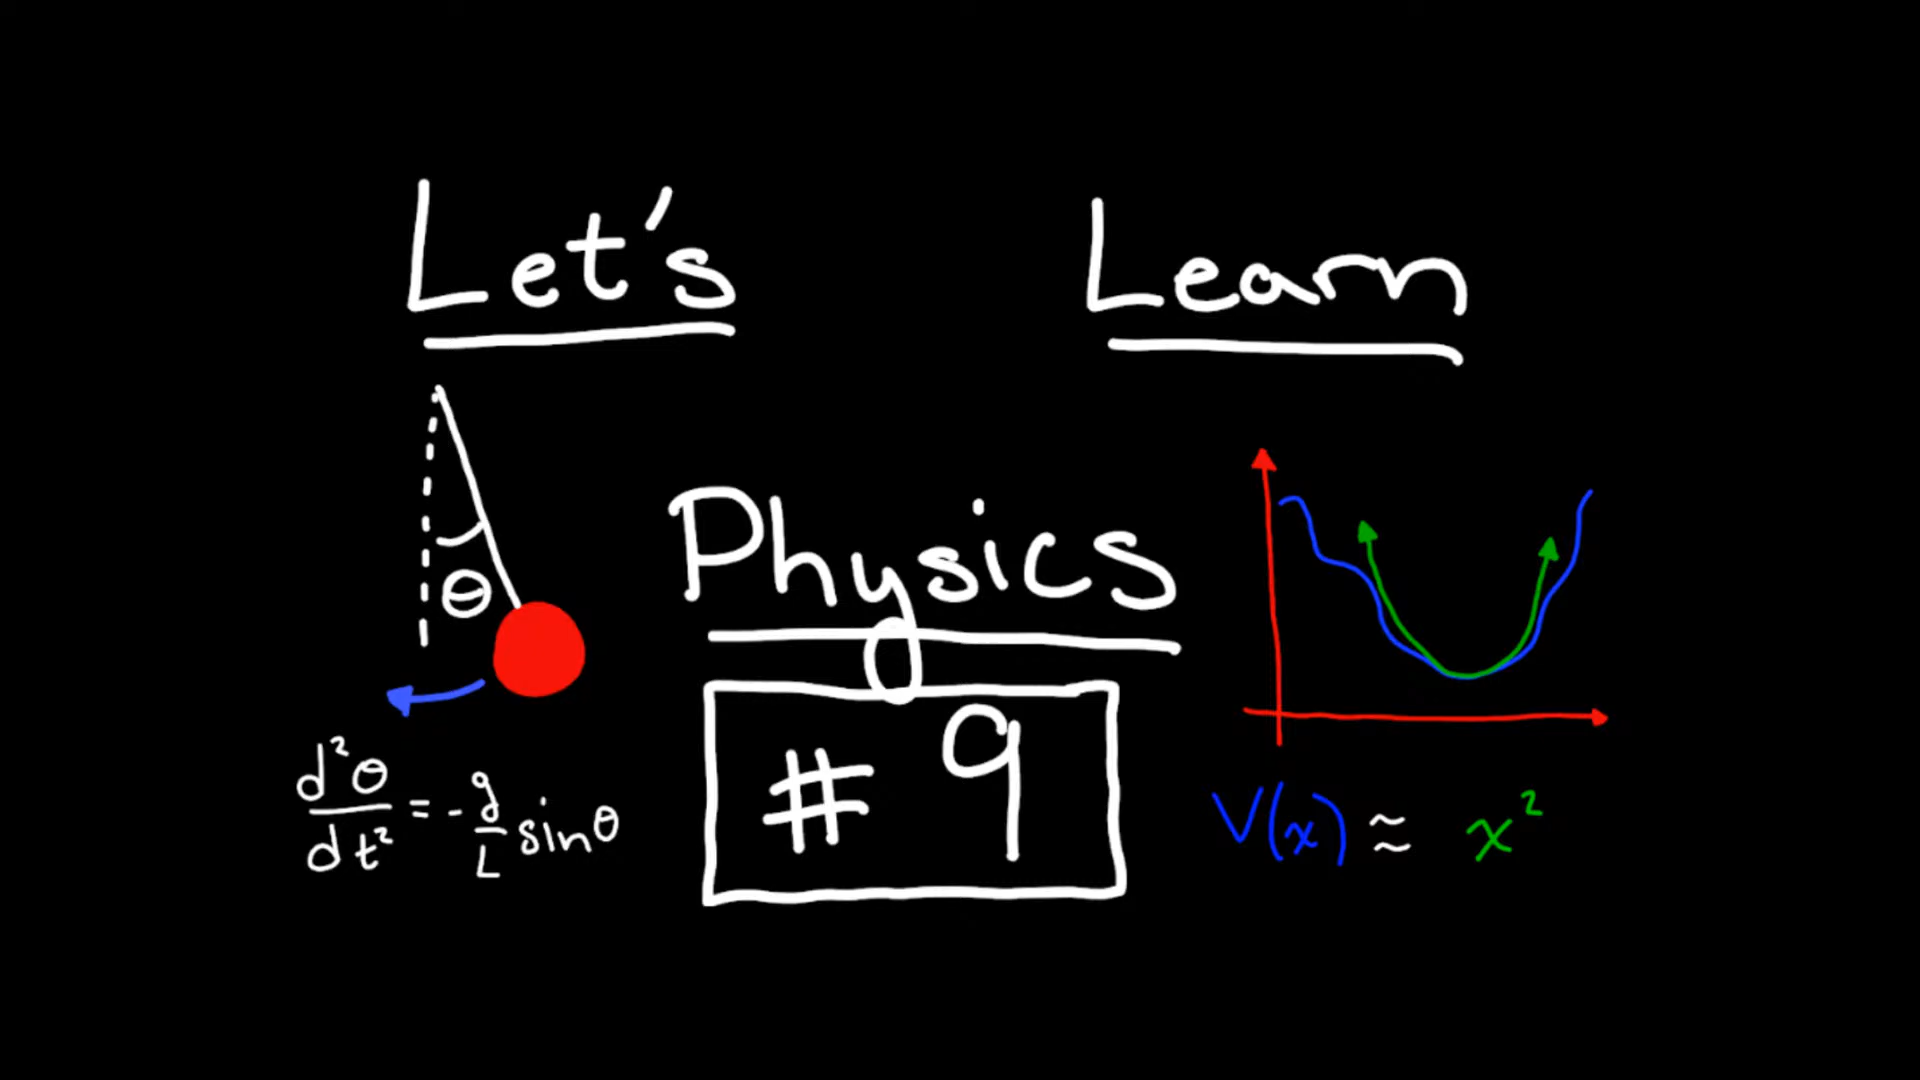 Let's Learn
Physics
θ
# 9
d²θ/dt² = -g/L sinθ
V(x) ≈ x²